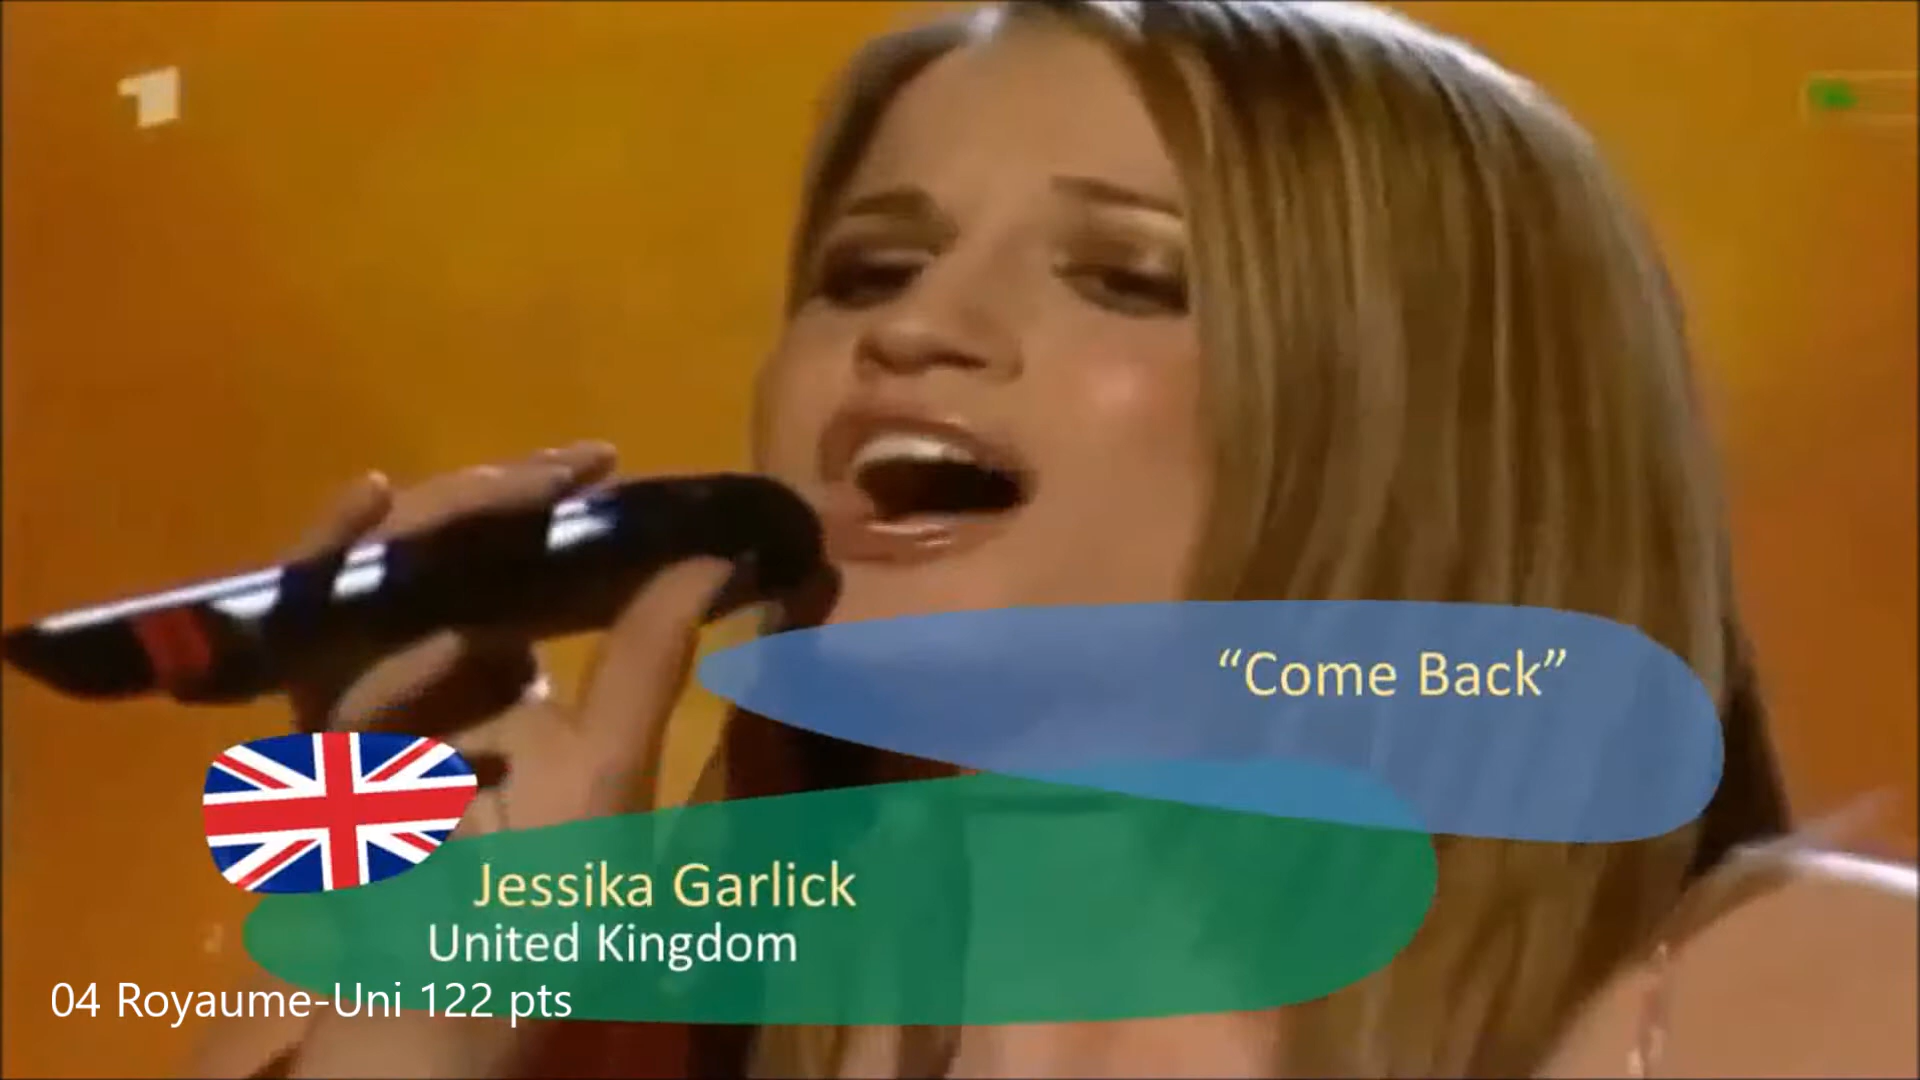 “Come Back”
Jessika Garlick
United Kingdom
04 Royaume-Uni 122 pts